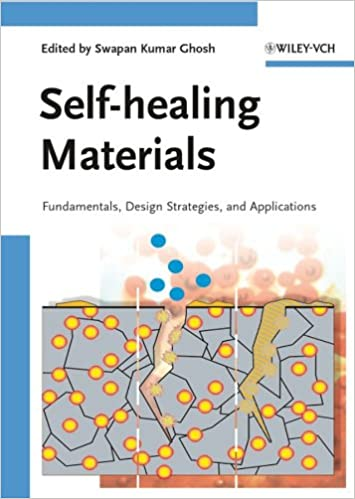 Edited by Swapan Kumar Ghosh
WILEY-VCH
Self-healing
Materials
Fundamentals, Design Strategies, and Applications